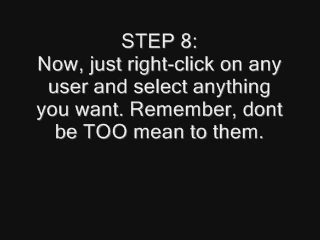 STEP 8:
Now, just right-click on any
user and select anything
you want. Remember, dont
be TOO mean to them.